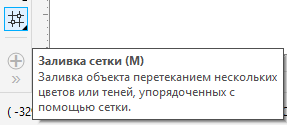 Заливка сетки (M)
Заливка объекта перетеканием нескольких
цветов или теней, упорядоченных с
помощью сетки.